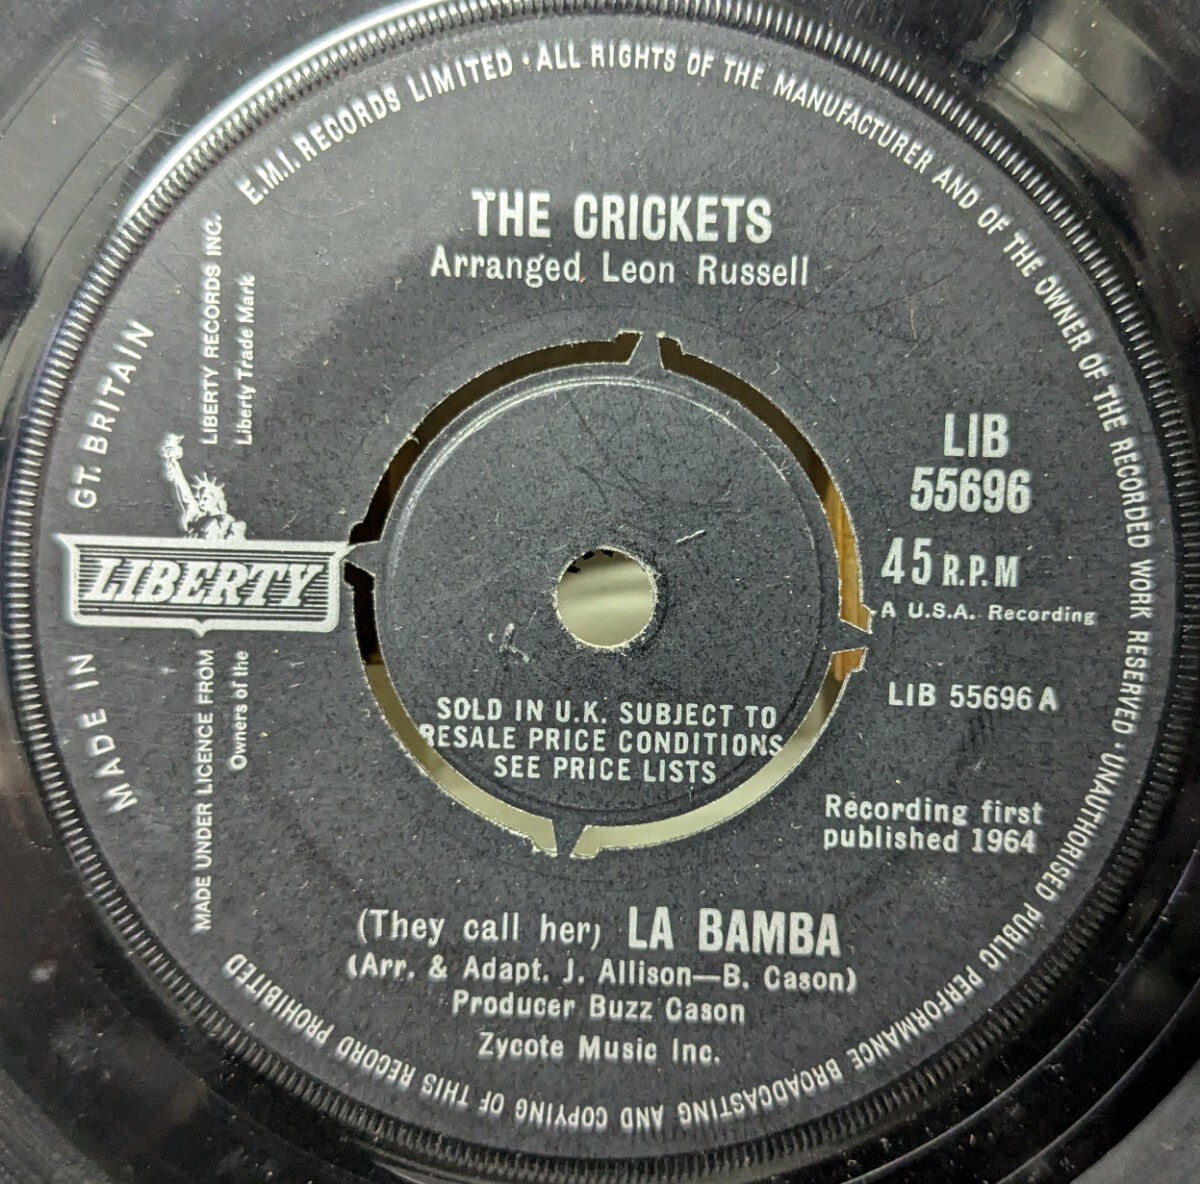 E.M.I. RECORDS LIMITED · ALL RIGHTS OF THE MANUFACTURER AND OF THE OWNER OF THE RECORDED WORK RESERVED · UNAUTHORISED PUBLIC PERFORMANCE BROADCASTING AND COPYING OF THIS RECORD PROHIBITED
THE CRICKETS
Arranged Leon Russell
MADE IN GT. BRITAIN
MADE UNDER LICENCE FROM LIBERTY RECORDS INC.
Owners of the Liberty Trade Mark
LIBERTY
LIB
55696
45 R.P.M
A U.S.A. Recording
LIB 55696 A
SOLD IN U.K. SUBJECT TO
RESALE PRICE CONDITIONS
SEE PRICE LISTS
Recording first
published 1964
(They call her) LA BAMBA
(Arr. & Adapt. J. Allison—B. Cason)
Producer Buzz Cason
Zycote Music Inc.